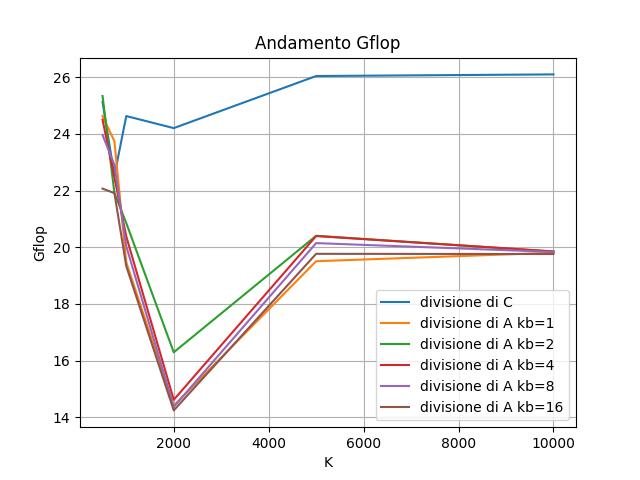 Andamento Gflop
26
24
22
20
18
16
14
Gflop
divisione di C
divisione di A kb=1
divisione di A kb=2
divisione di A kb=4
divisione di A kb=8
divisione di A kb=16
2000 4000 6000 8000 10000
K